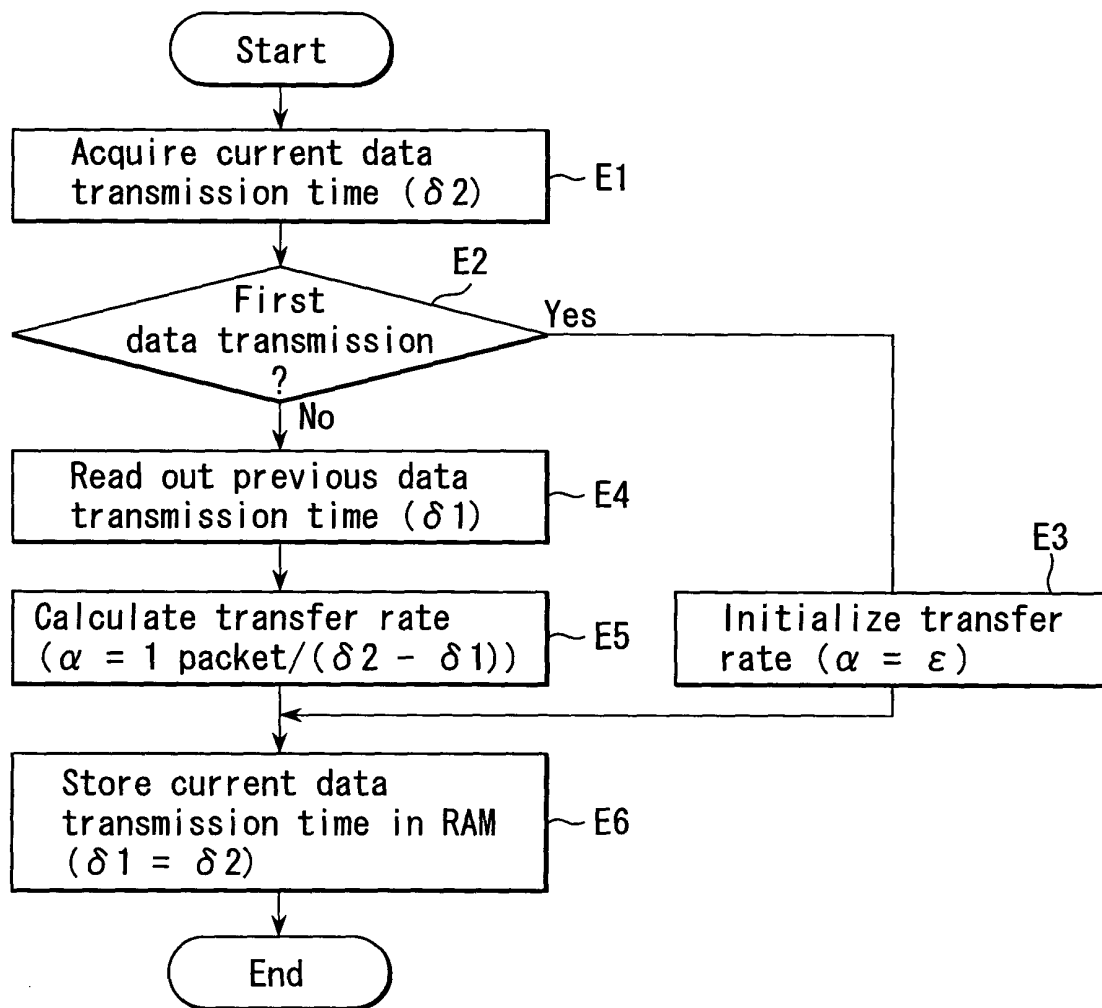 Start
Acquire current data
transmission time (δ2)
E1
E2
First
data transmission
?
Yes
No
Read out previous data
transmission time (δ1)
E4
E3
Calculate transfer rate
(α = 1 packet/(δ2 - δ1))
E5
Initialize transfer
rate (α = ε)
Store current data
transmission time in RAM
(δ1 = δ2)
E6
End